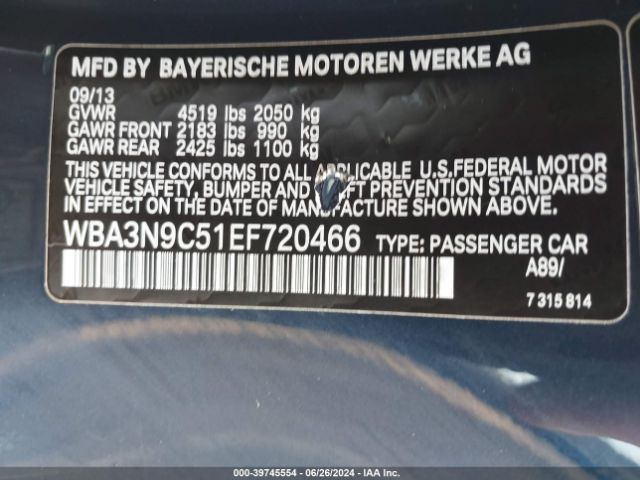 MFD BY BAYERISCHE MOTOREN WERKE AG
09/13
GVWR 4519 lbs 2050 kg
GAWR FRONT 2183 lbs 990 kg
GAWR REAR 2425 lbs 1100 kg
THIS VEHICLE CONFORMS TO ALL APPLICABLE U.S.FEDERAL MOTOR
VEHICLE SAFETY, BUMPER AND FT PREVENTION STANDARDS
IN EFFECT ON THE DATE OF MANUFACTURE SHOWN ABOVE.
WBA3N9C51EF720466 TYPE: PASSENGER CAR
A89/
7 315 814
000-39745554 | 06/26/2024 | IAA Inc.